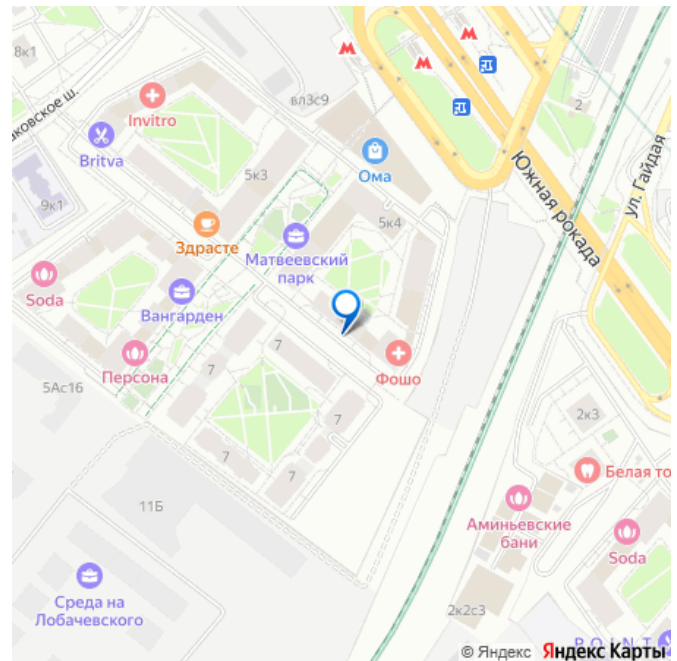 8к1
аковское ш.
Invitro
вл3с9
2
Britva
Ома
5к3
Южная рокада
ул. Гайдая
9к1
Здрасте
5к4
Матвеевский
парк
Soda
Вангарден
Персона
7
Фошо
5Ас16
7
7
2к3
7
Белая то
7
11Б
Аминьевские
бани
Soda
Среда на
Лобачевского
2к2с3
POINT
© Яндекс Яндекс Карты